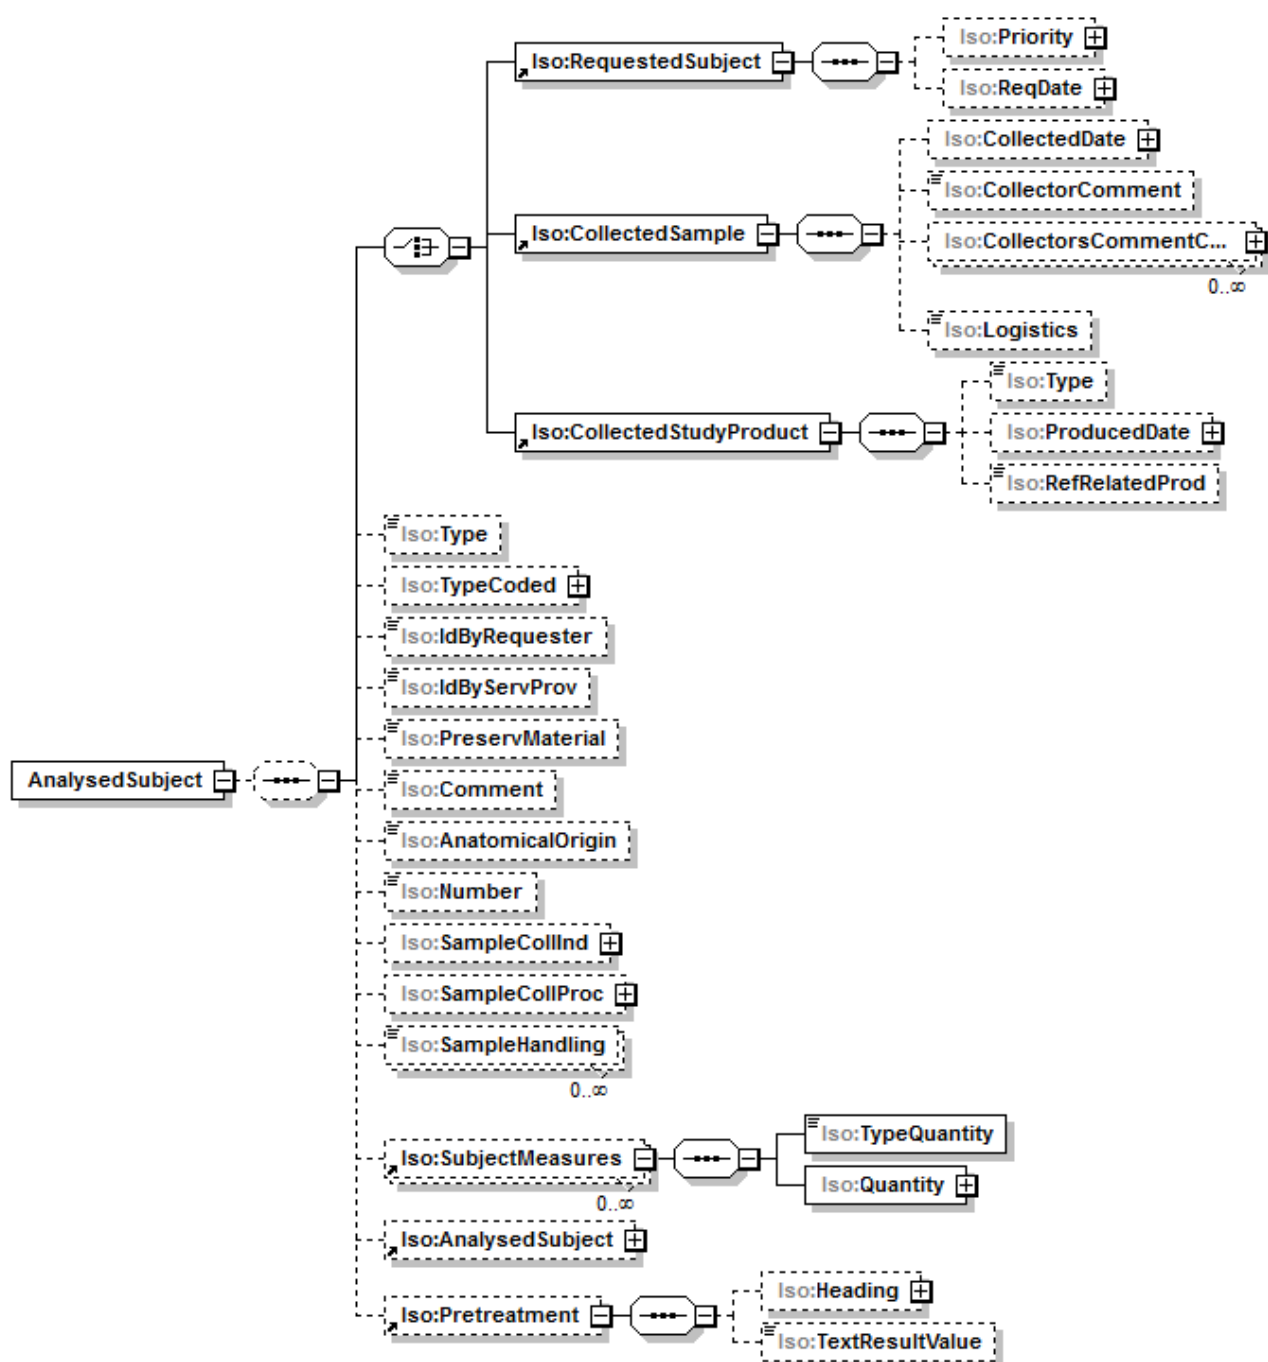 Iso:Priority
Iso:RequestedSubject
Iso:ReqDate
Iso:CollectedDate
Iso:CollectorComment
Iso:CollectedSample
Iso:CollectorsCommentC...
0..∞
Iso:Logistics
Iso:Type
Iso:CollectedStudyProduct
Iso:ProducedDate
Iso:RefRelatedProd
Iso:Type
Iso:TypeCoded
Iso:IdByRequester
Iso:IdByServProv
Iso:PreservMaterial
AnalysedSubject
Iso:Comment
Iso:AnatomicalOrigin
Iso:Number
Iso:SampleCollInd
Iso:SampleCollProc
Iso:SampleHandling
0..∞
Iso:TypeQuantity
Iso:SubjectMeasures
Iso:Quantity
0..∞
Iso:AnalysedSubject
Iso:Heading
Iso:Pretreatment
Iso:TextResultValue